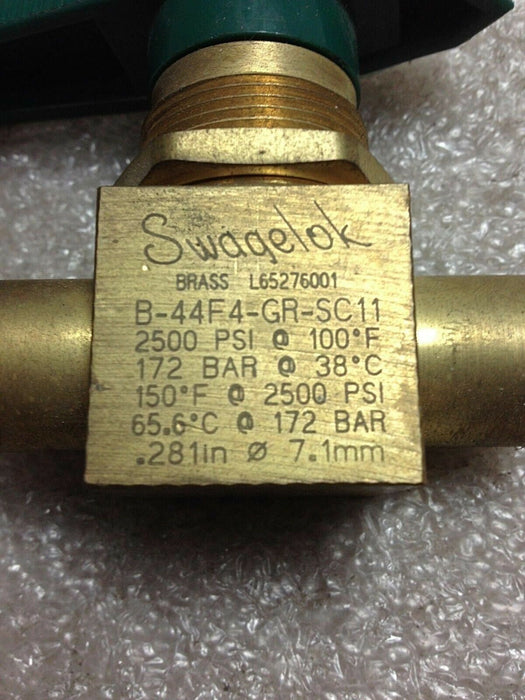 Swagelok
BRASS L65276001
B-44F4-GR-SC11
2500 PSI @ 100°F
172 BAR @ 38°C
150°F @ 2500 PSI
65.6°C @ 172 BAR
.281in Ø 7.1mm